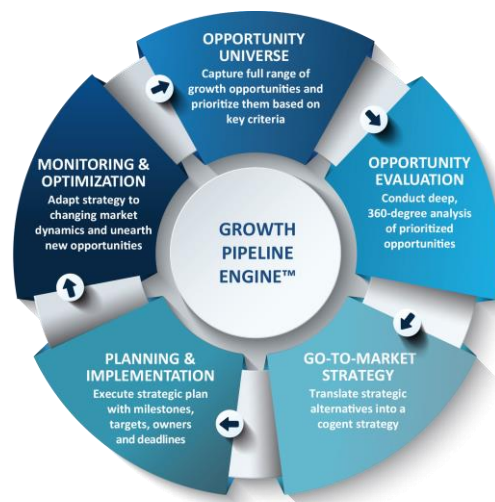 OPPORTUNITY
UNIVERSE
Capture full range of
growth opportunities and
prioritize them based on
key criteria
OPPORTUNITY
EVALUATION
Conduct deep,
360-degree analysis
of prioritized
opportunities
GO-TO-MARKET
STRATEGY
Translate strategic
alternatives into a
cogent strategy
PLANNING &
IMPLEMENTATION
Execute strategic plan
with milestones,
targets, owners
and deadlines
MONITORING &
OPTIMIZATION
Adapt strategy to
changing market
dynamics and unearth
new opportunities
GROWTH
PIPELINE
ENGINE™